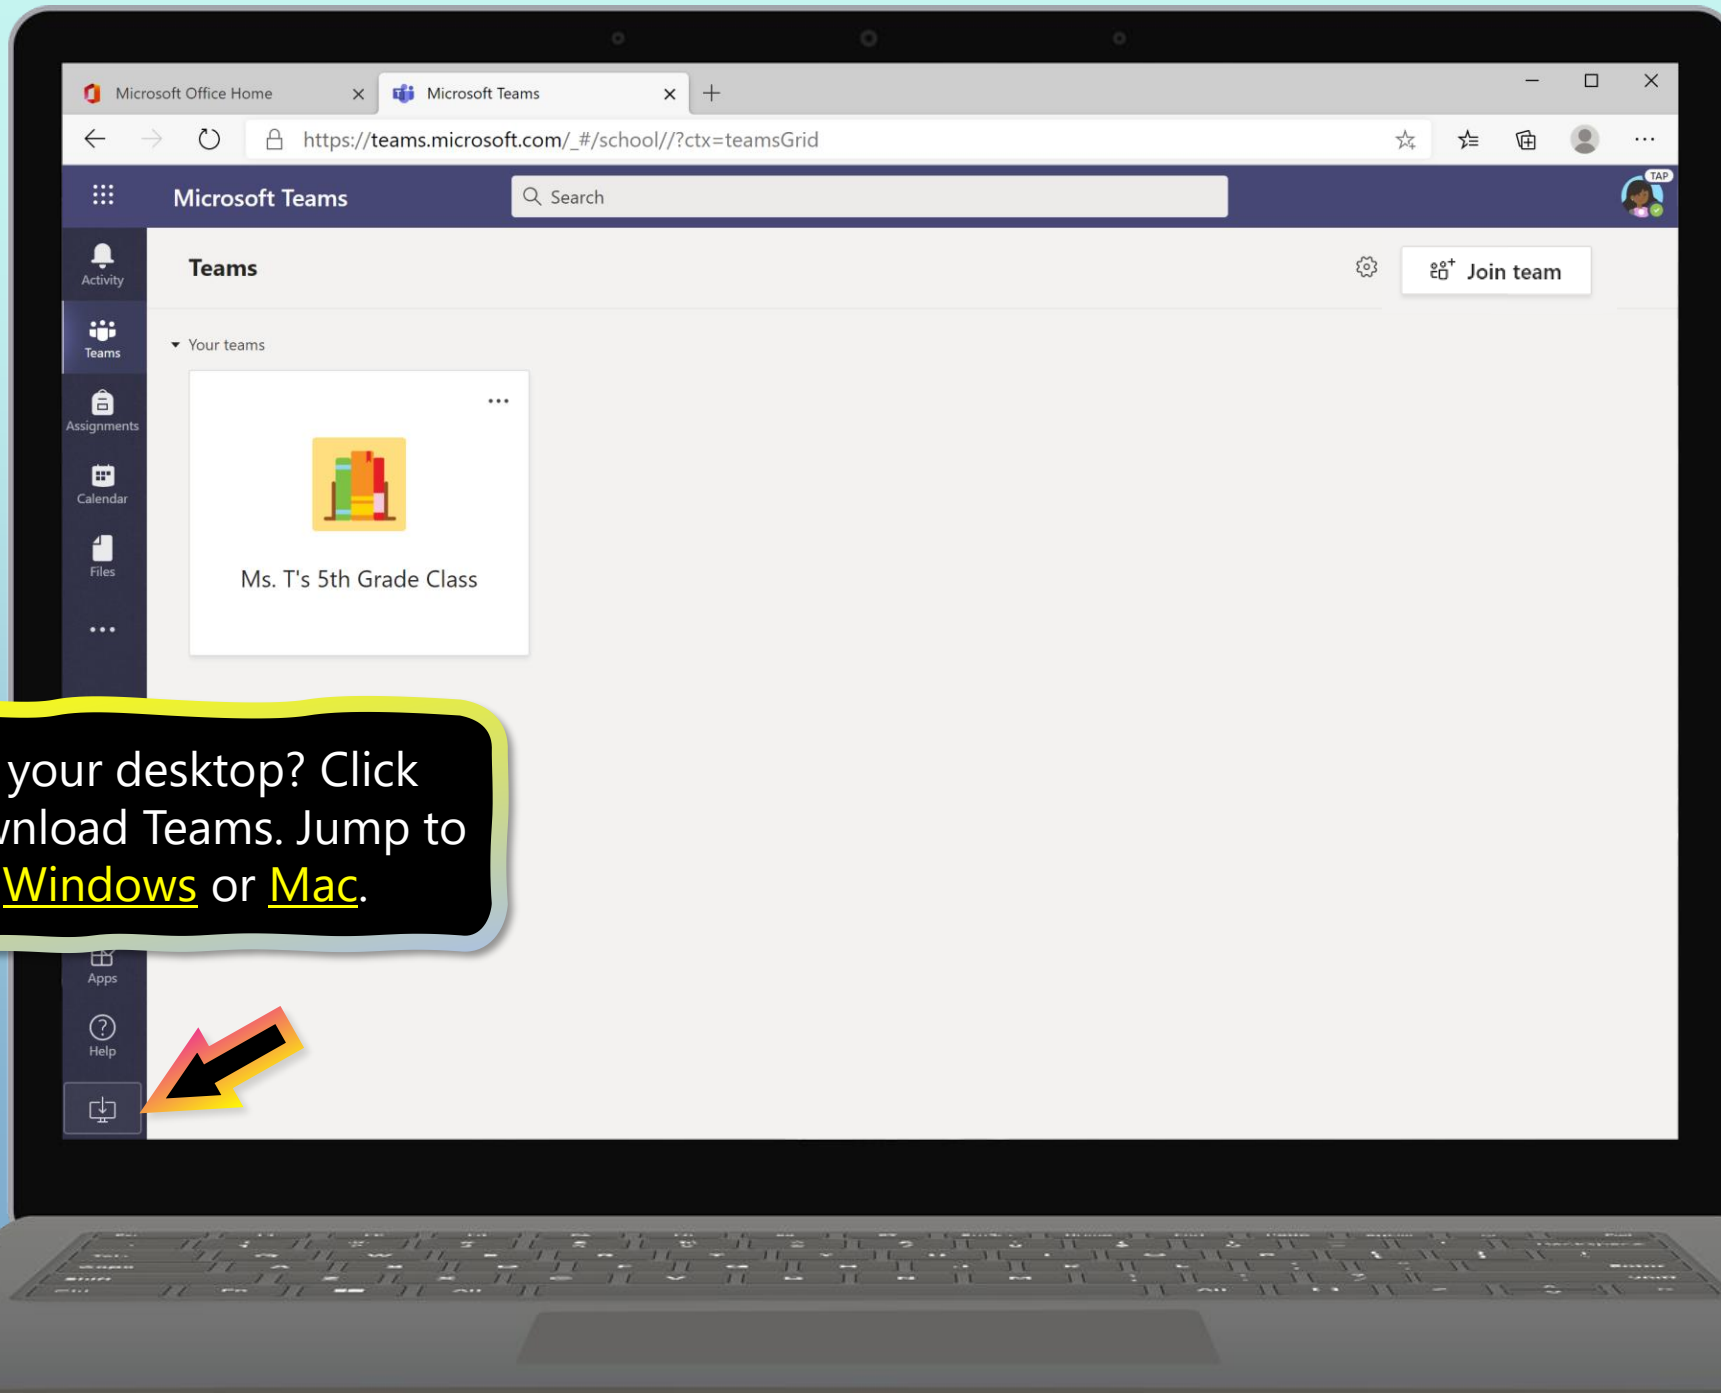 Microsoft Office Home
Microsoft Teams
https://teams.microsoft.com/_#/school//?ctx=teamsGrid
Microsoft Teams
Search
TAP
Activity
Teams
Join team
Teams
Your teams
Assignments
Calendar
Files
Ms. T's 5th Grade Class
your desktop? Click
wnload Teams. Jump to
Windows or Mac.
Apps
Help